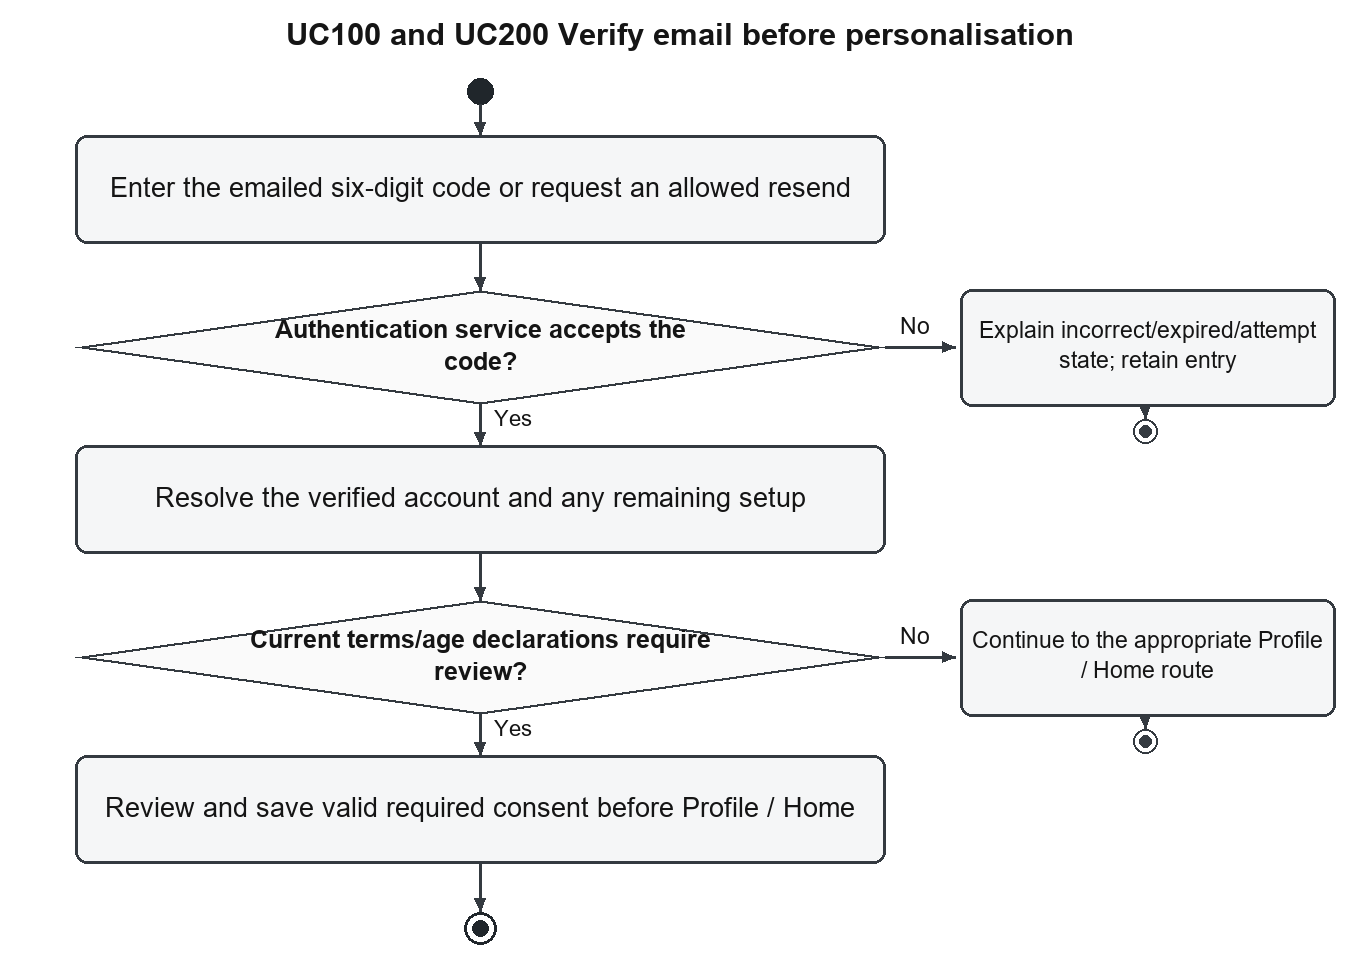 UC100 and UC200 Verify email before personalisation
Enter the emailed six-digit code or request an allowed resend
Authentication service accepts the
code?
No
Explain incorrect/expired/attempt
state; retain entry
Yes
Resolve the verified account and any remaining setup
Current terms/age declarations require
review?
No
Continue to the appropriate Profile
/ Home route
Yes
Review and save valid required consent before Profile / Home